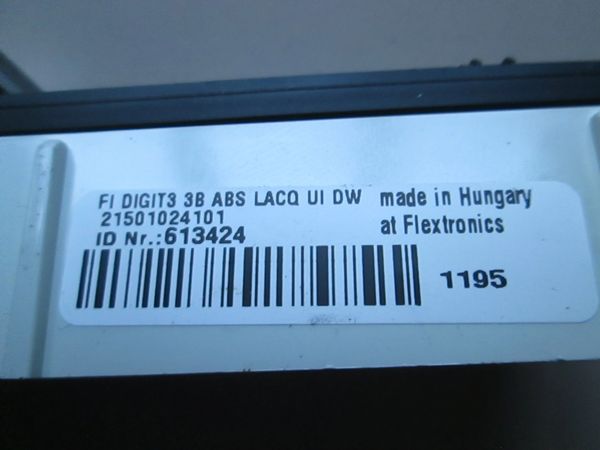 FI DIGIT3 3B ABS LACQ UI DW made in Hungary
21501024101 at Flextronics
ID Nr.:613424
1195